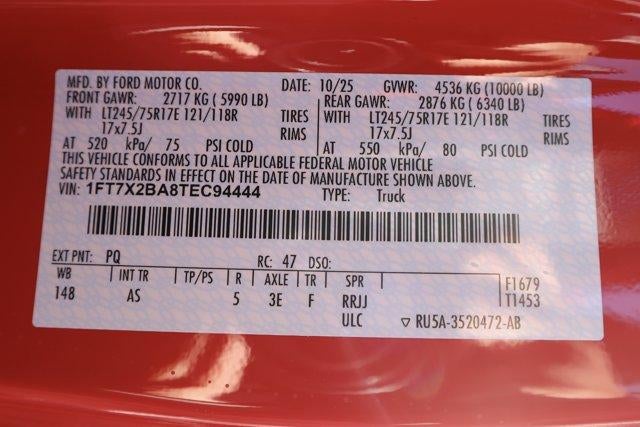 MFD. BY FORD MOTOR CO. DATE: 10/25 GVWR: 4536 KG (10000 LB)
FRONT GAWR: 2717 KG ( 5990 LB) REAR GAWR: 2876 KG ( 6340 LB)
WITH LT245/75R17E 121/118R TIRES WITH LT245/75R17E 121/118R TIRES
17x7.5J RIMS 17x7.5J RIMS
AT 520 kPa/ 75 PSI COLD AT 550 kPa/ 80 PSI COLD
THIS VEHICLE CONFORMS TO ALL APPLICABLE FEDERAL MOTOR VEHICLE
SAFETY STANDARDS IN EFFECT ON THE DATE OF MANUFACTURE SHOWN ABOVE.
VIN: 1FT7X2BA8TEC94444 TYPE: Truck
EXT PNT: PQ RC: 47 DSO:
WB INT TR TP/PS R AXLE TR SPR F1679
148 AS 5 3E F RRJJ T1453
ULC ▽ RU5A-3520472-AB